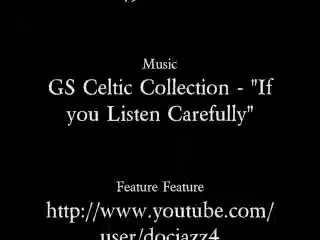 Music
GS Celtic Collection - "If
you Listen Carefully"
Feature Feature
http://www.youtube.com/
user/docjazz4